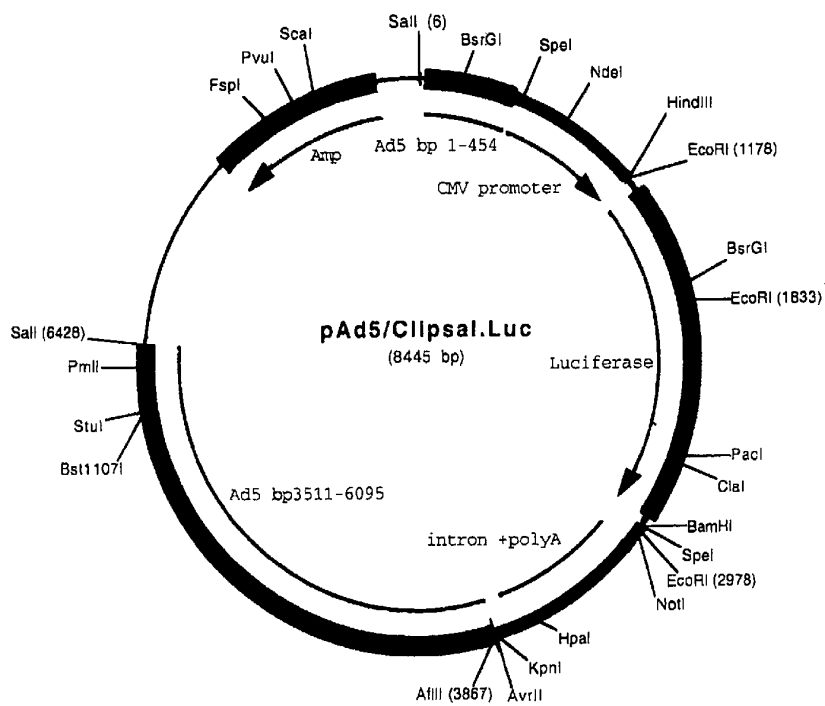 SalI (6)
BsrGI
SpeI
NdeI
HindIII
EcoRI (1178)
BsrGI
EcoRI (1833)
PacI
ClaI
BamHI
SpeI
EcoRI (2978)
NotI
HpaI
KpnI
AvrII
AflII (3867)
Bst1107I
StuI
PmlI
SalI (6428)
FspI
PvuI
ScaI
Amp
Ad5 bp 1-454
CMV promoter
pAd5/Clipsal.Luc
(8445 bp)
Luciferase
Ad5 bp3511-6095
intron +polyA